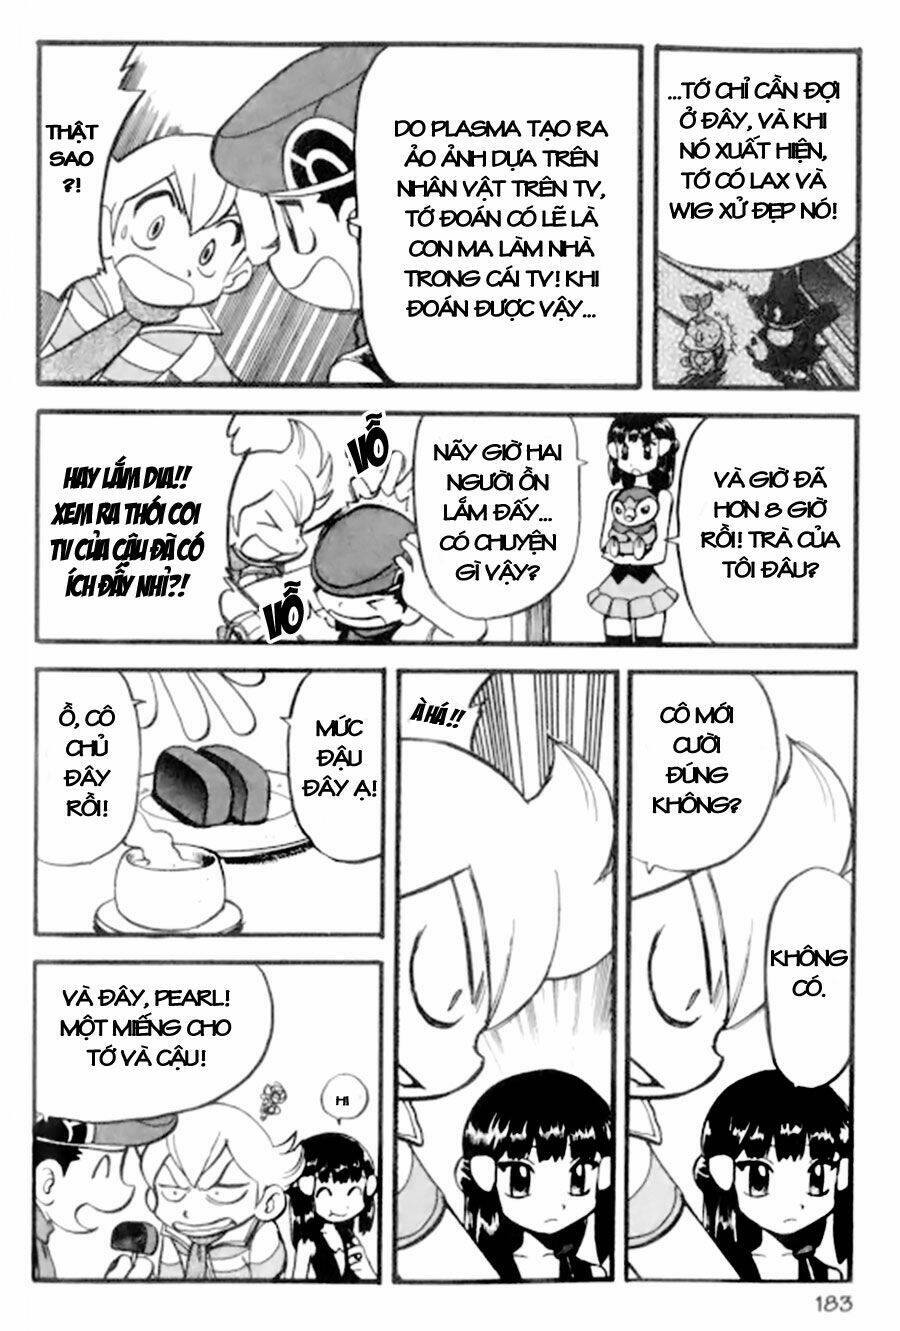 ...TỚ CHỈ CẦN ĐỢI
Ở ĐÂY, VÀ KHI
NÓ XUẤT HIỆN,
TỚ CÓ LAX VÀ
WIG XỬ ĐẸP NÓ!
DO PLASMA TẠO RA
ẢO ẢNH DỰA TRÊN
NHÂN VẬT TRÊN TV,
TỚ ĐOÁN CÓ LẼ LÀ
CON MA LÀM NHÀ
TRONG CÁI TV! KHI
ĐOÁN ĐƯỢC VẬY...
THẬT
SAO
?!
VÀ GIỜ ĐÃ
HƠN 8 GIỜ
RỒI! TRÀ CỦA
TÔI ĐÂU?
NÃY GIỜ HAI
NGƯỜI ỒN
LẮM ĐẤY...
CÓ CHUYỆN
GÌ VẬY?
VỖ
VỖ
HAY LẮM DIA!!
XEM RA THÓI COI
TV CỦA CẬU ĐÃ CÓ
ÍCH ĐẤY NHỈ?!
CÔ MỚI
CƯỜI
ĐÚNG
KHÔNG?
KHÔNG
CÓ.
À HÁ!!
MỨC
ĐẬU
ĐÂY Ạ!
Ồ, CÔ
CHỦ
ĐÂY
RỒI!
VÀ ĐÂY, PEARL!
MỘT MIẾNG CHO
TỚ VÀ CẬU!
HI
183